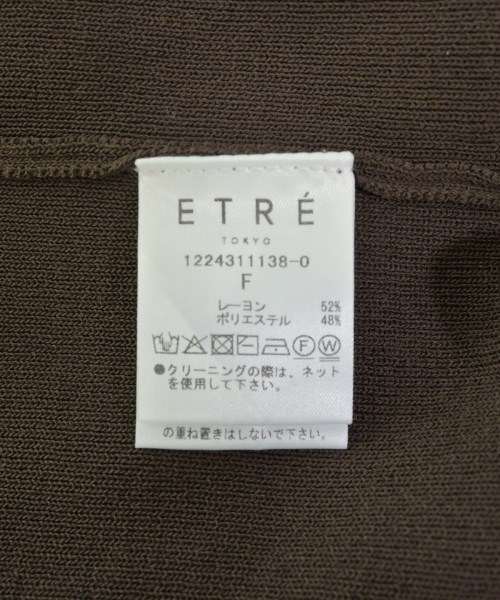 ETRÉ
TOKYO
1224311138-0
F
レーヨン 52%
ポリエステル 48%
F W
●クリーニングの際は、ネット
を使用して下さい。
の重ね置きはしないで下さい。